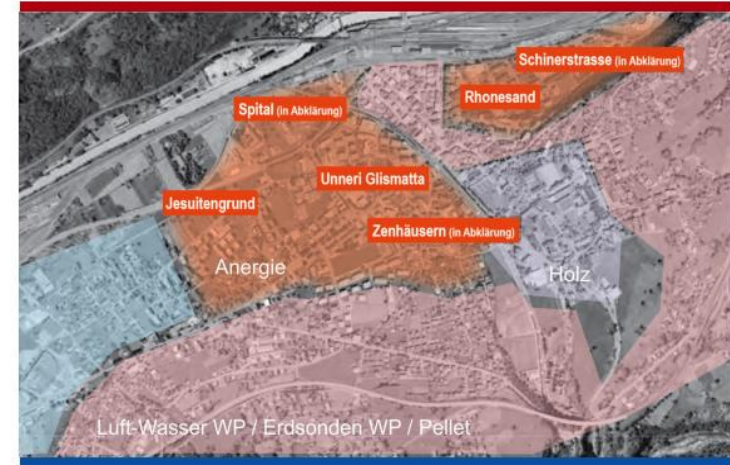 Schinerstrasse (in Abklärung)
Rhonesand
Spital (in Abklärung)
Unneri Glismatta
Jesuitengrund
Zenhäusern (in Abklärung)
Anergie
Holz
Luft-Wasser WP / Erdsonden WP / Pellet